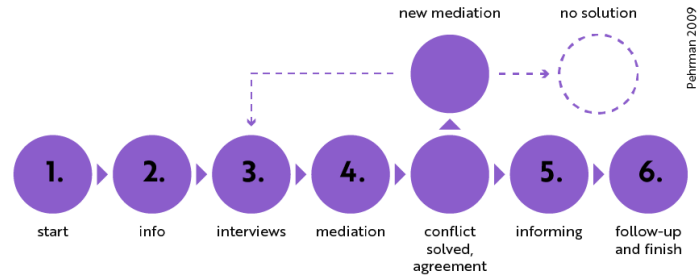 new mediation
no solution
Pehrman 2009
1.
2.
3.
4.
5.
6.
start
info
interviews
mediation
conflict
solved,
agreement
informing
follow-up
and finish